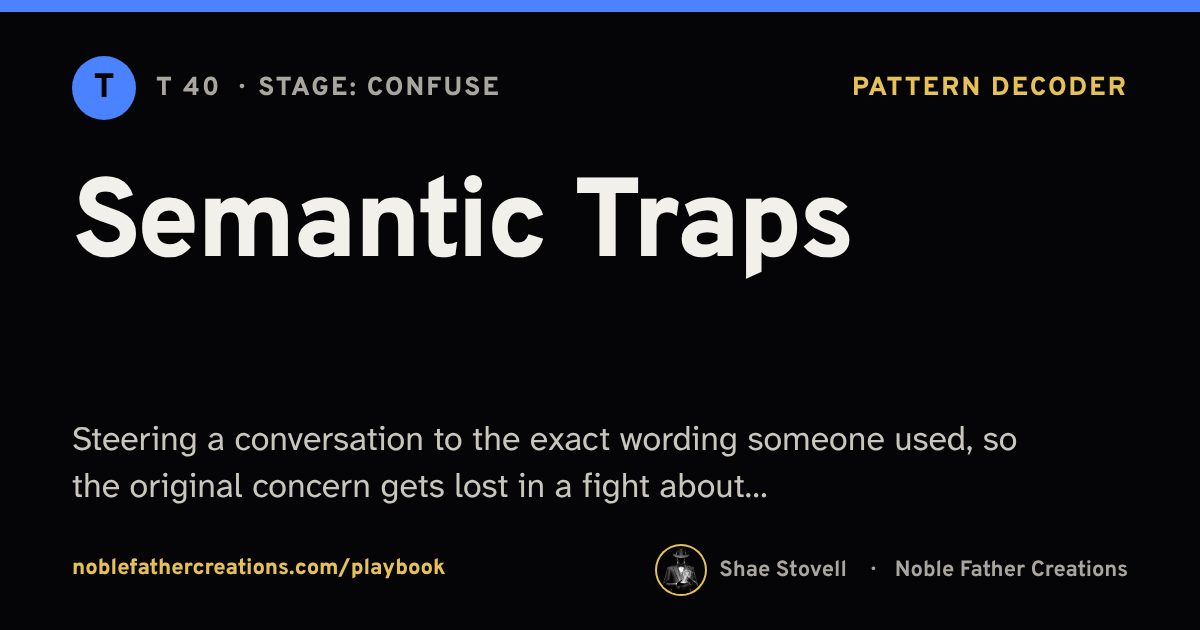 T
T 40 · STAGE: CONFUSE
PATTERN DECODER
Semantic Traps
Steering a conversation to the exact wording someone used, so
the original concern gets lost in a fight about...
noblefathercreations.com/playbook
Shae Stovell · Noble Father Creations